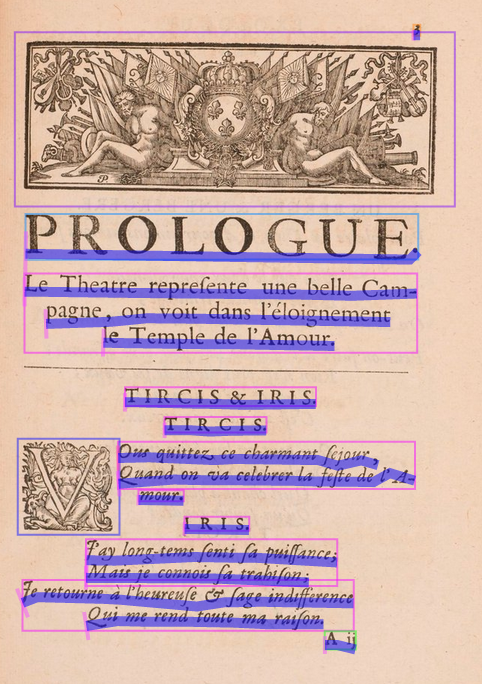 3
PROLOGUE.
Le Theatre repreſente une belle Cam-
pagne, on voit dans l'éloignement
le Temple de l'Amour.
TIRCIS & IRIS.
TIRCIS.
VOus quittez ce charmant ſejour,
Quand on va celebrer la feſte de l'A-
mour.
IRIS.
J'ay long-tems ſenti ſa puiſſance;
Mais je connois ſa trahiſon:
Je retourne à l'heureuſe & ſage indifference
Qui me rend toute ma raiſon.
A ij